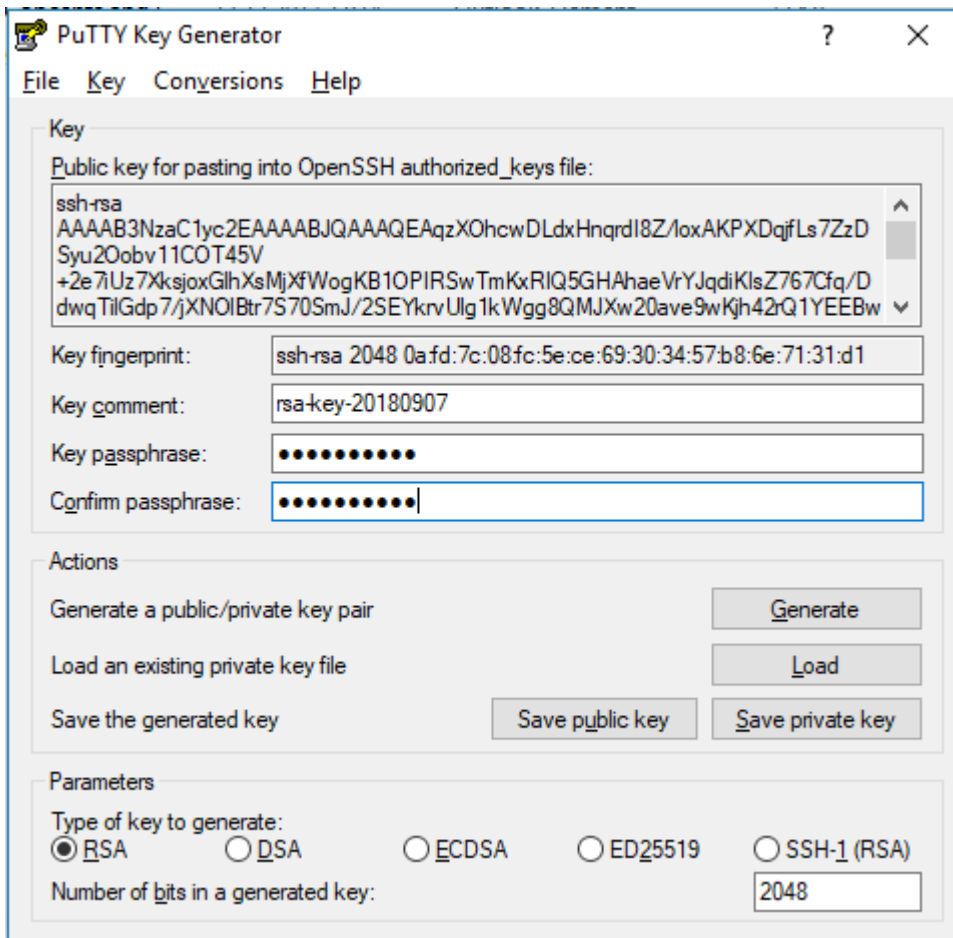 PuTTY Key Generator
File Key Conversions Help
Key
Public key for pasting into OpenSSH authorized_keys file:
ssh-rsa
AAAAB3NzaC1yc2EAAAABJQAAAQEAqzXOhcwDLdxHnqrdI8Z/loxAKPXDqjfLs7ZzD
Syu2Oobv11COT45V
+2e7iUz7XksjoxGlhXsMjXfWogKB1OPIRSwTmKxRIQ5GHAhaeVrYJqdiKlsZ767Cfq/D
dwqTilGdp7/jXNOlBtr7S70SmJ/2SEYkrvUlg1kWgg8QMJXw20ave9wKjh42rQ1YEEBw
Key fingerprint:
ssh-rsa 2048 0a:fd:7c:08:fc:5e:ce:69:30:34:57:b8:6e:71:31:d1
Key comment:
rsa-key-20180907
Key passphrase:
Confirm passphrase:
Actions
Generate a public/private key pair
Generate
Load an existing private key file
Load
Save the generated key
Save public key
Save private key
Parameters
Type of key to generate:
RSA DSA ECDSA ED25519 SSH-1 (RSA)
Number of bits in a generated key:
2048